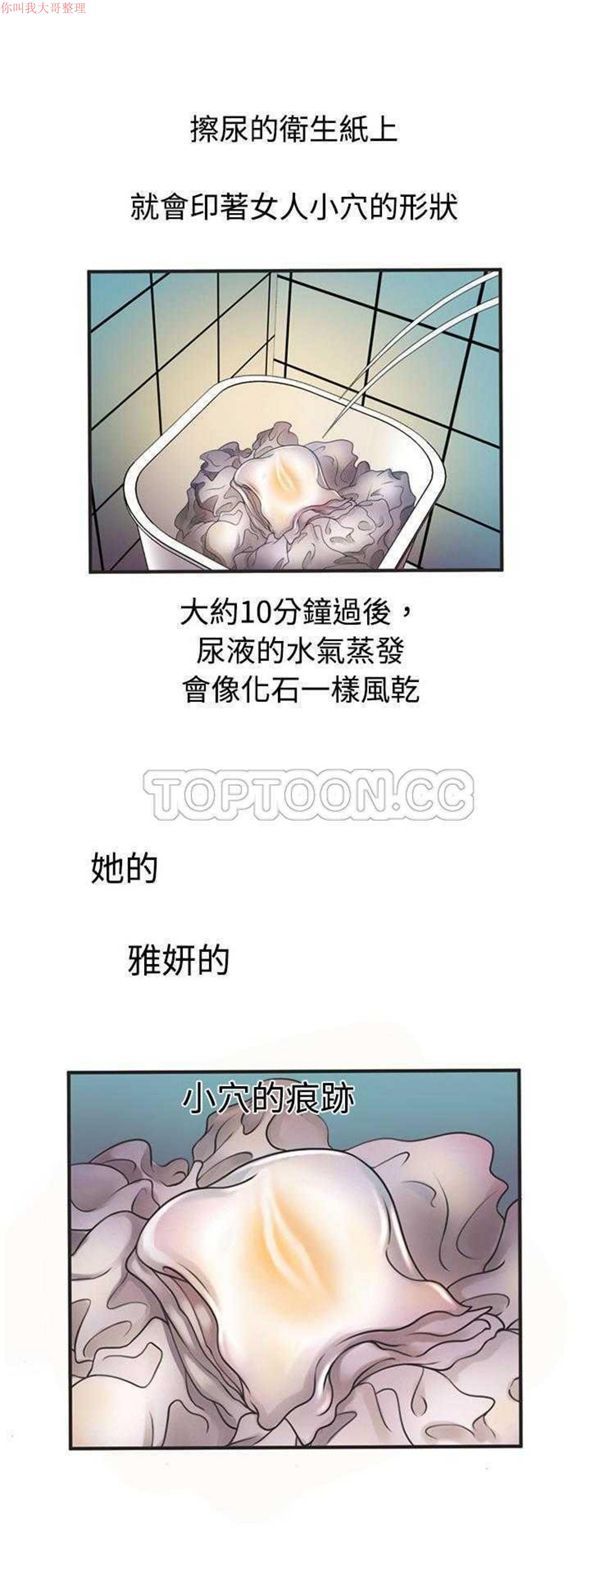 你叫我大哥整理
擦尿的衛生紙上
就會印著女人小穴的形狀
大約10分鐘過後，
尿液的水氣蒸發
會像化石一樣風乾
TOPTOON.CC
她的
雅妍的
小穴的痕跡